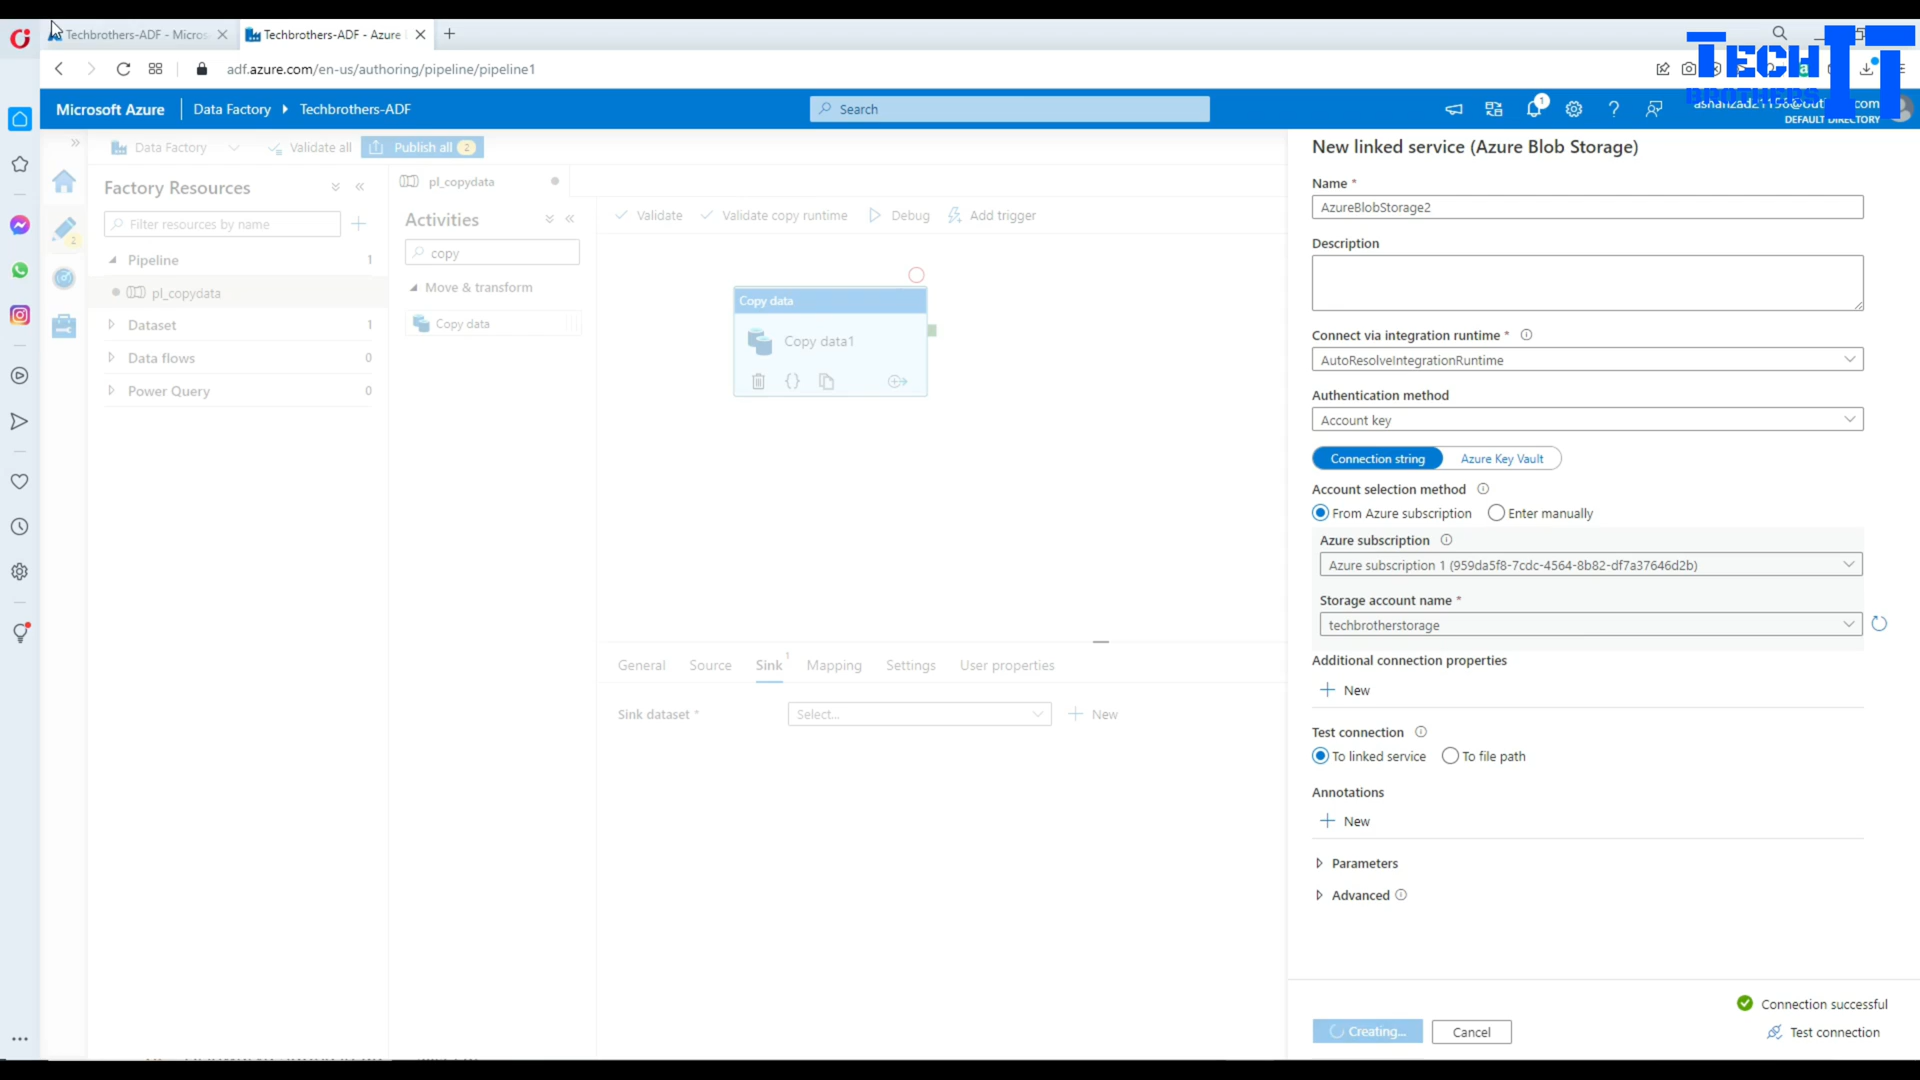 Techbrothers-ADF - Micros
Techbrothers-ADF - Azure
adf.azure.com/en-us/authoring/pipeline/pipeline1
TECH IT
BROTHERS
Microsoft Azure
Data Factory
Techbrothers-ADF
Search
1
DEFAULT DIRECTORY
Data Factory
Validate all
Publish all
2
Factory Resources
Filter resources by name
2
Pipeline
1
pl_copydata
Dataset
1
Data flows
0
Power Query
0
pl_copydata
Activities
copy
Move & transform
Copy data
Validate
Validate copy runtime
Debug
Add trigger
Copy data
Copy data1
General
Source
Sink
1
Mapping
Settings
User properties
Sink dataset *
Select...
New
New linked service (Azure Blob Storage)
Name *
AzureBlobStorage2
Description
Connect via integration runtime *
AutoResolveIntegrationRuntime
Authentication method
Account key
Connection string
Azure Key Vault
Account selection method
From Azure subscription
Enter manually
Azure subscription
Azure subscription 1 (959da5f8-7cdc-4564-8b82-df7a37646d2b)
Storage account name *
techbrotherstorage
Additional connection properties
New
Test connection
To linked service
To file path
Annotations
New
Parameters
Advanced
Connection successful
Creating...
Cancel
Test connection